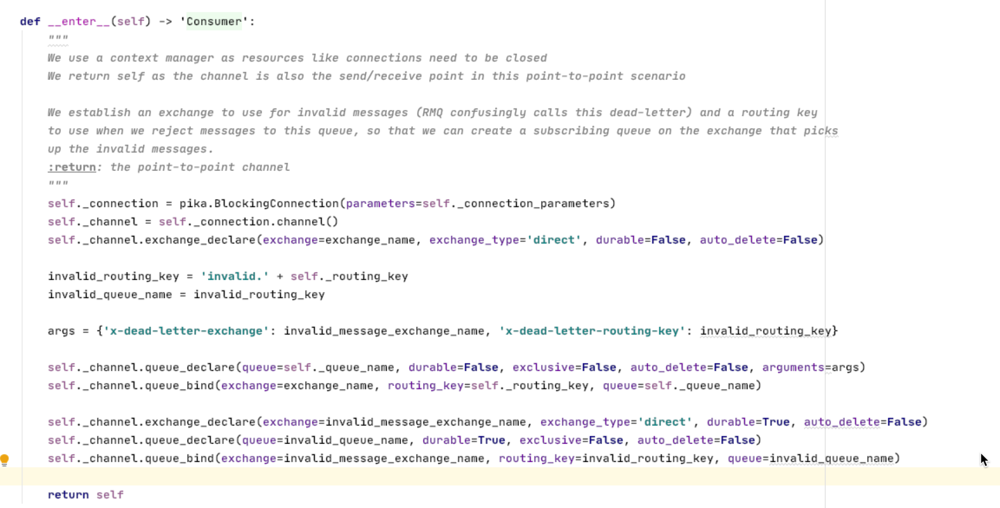 def __enter__(self) -> 'Consumer':
"""
We use a context manager as resources like connections need to be closed
We return self as the channel is also the send/receive point in this point-to-point scenario
We establish an exchange to use for invalid messages (RMQ confusingly calls this dead-letter) and a routing key
to use when we reject messages to this queue, so that we can create a subscribing queue on the exchange that picks
up the invalid messages.
:return: the point-to-point channel
"""
self._connection = pika.BlockingConnection(parameters=self._connection_parameters)
self._channel = self._connection.channel()
self._channel.exchange_declare(exchange=exchange_name, exchange_type='direct', durable=False, auto_delete=False)
invalid_routing_key = 'invalid.' + self._routing_key
invalid_queue_name = invalid_routing_key
args = {'x-dead-letter-exchange': invalid_message_exchange_name, 'x-dead-letter-routing-key': invalid_routing_key}
self._channel.queue_declare(queue=self._queue_name, durable=False, exclusive=False, auto_delete=False, arguments=args)
self._channel.queue_bind(exchange=exchange_name, routing_key=self._routing_key, queue=self._queue_name)
self._channel.exchange_declare(exchange=invalid_message_exchange_name, exchange_type='direct', durable=True, auto_delete=False)
self._channel.queue_declare(queue=invalid_queue_name, durable=True, exclusive=False, auto_delete=False)
self._channel.queue_bind(exchange=invalid_message_exchange_name, routing_key=invalid_routing_key, queue=invalid_queue_name)
return self